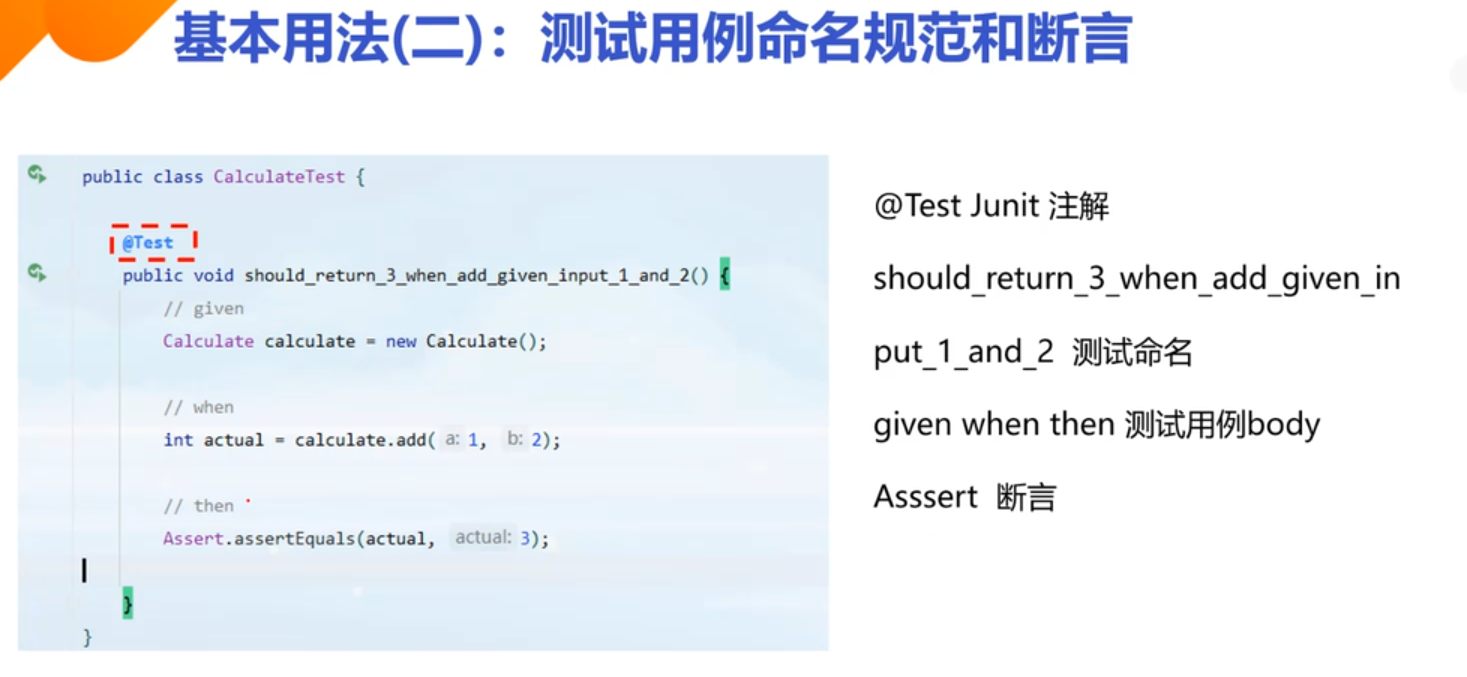 基本用法(二)：测试用例命名规范和断言
public class CalculateTest {
@Test
public void should_return_3_when_add_given_input_1_and_2() {
// given
Calculate calculate = new Calculate();
// when
int actual = calculate.add( a: 1, b: 2);
// then
Assert.assertEquals(actual, actual: 3);
}
}
@Test Junit 注解
should_return_3_when_add_given_in
put_1_and_2 测试命名
given when then 测试用例body
Asssert 断言